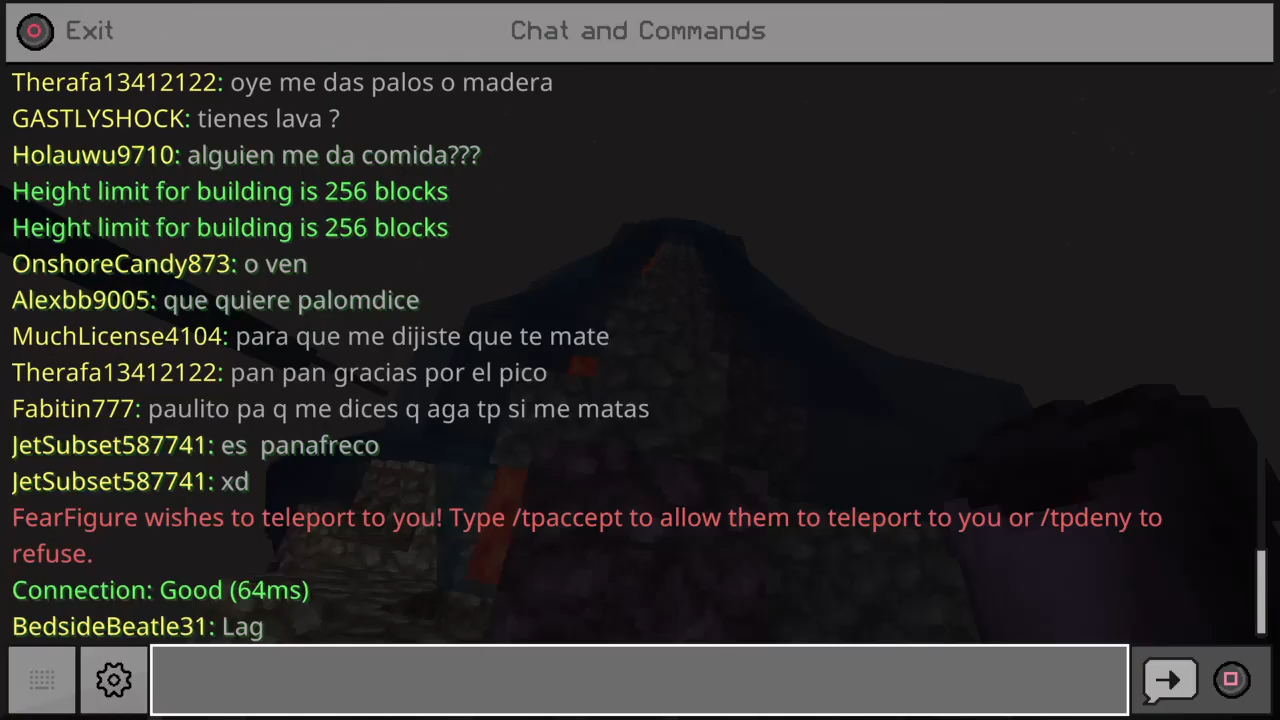 Exit
Chat and Commands
Therafa13412122: oye me das palos o madera
GASTLYSHOCK: tienes lava ?
Holauwu9710: alguien me da comida???
Height limit for building is 256 blocks
Height limit for building is 256 blocks
OnshoreCandy873: o ven
Alexbb9005: que quiere palomdice
MuchLicense4104: para que me dijiste que te mate
Therafa13412122: pan pan gracias por el pico
Fabitin777: paulito pa q me dices q aga tp si me matas
JetSubset587741: es  panafreco
JetSubset587741: xd
FearFigure wishes to teleport to you! Type /tpaccept to allow them to teleport to you or /tpdeny to
refuse.
Connection: Good (64ms)
BedsideBeatle31: Lag